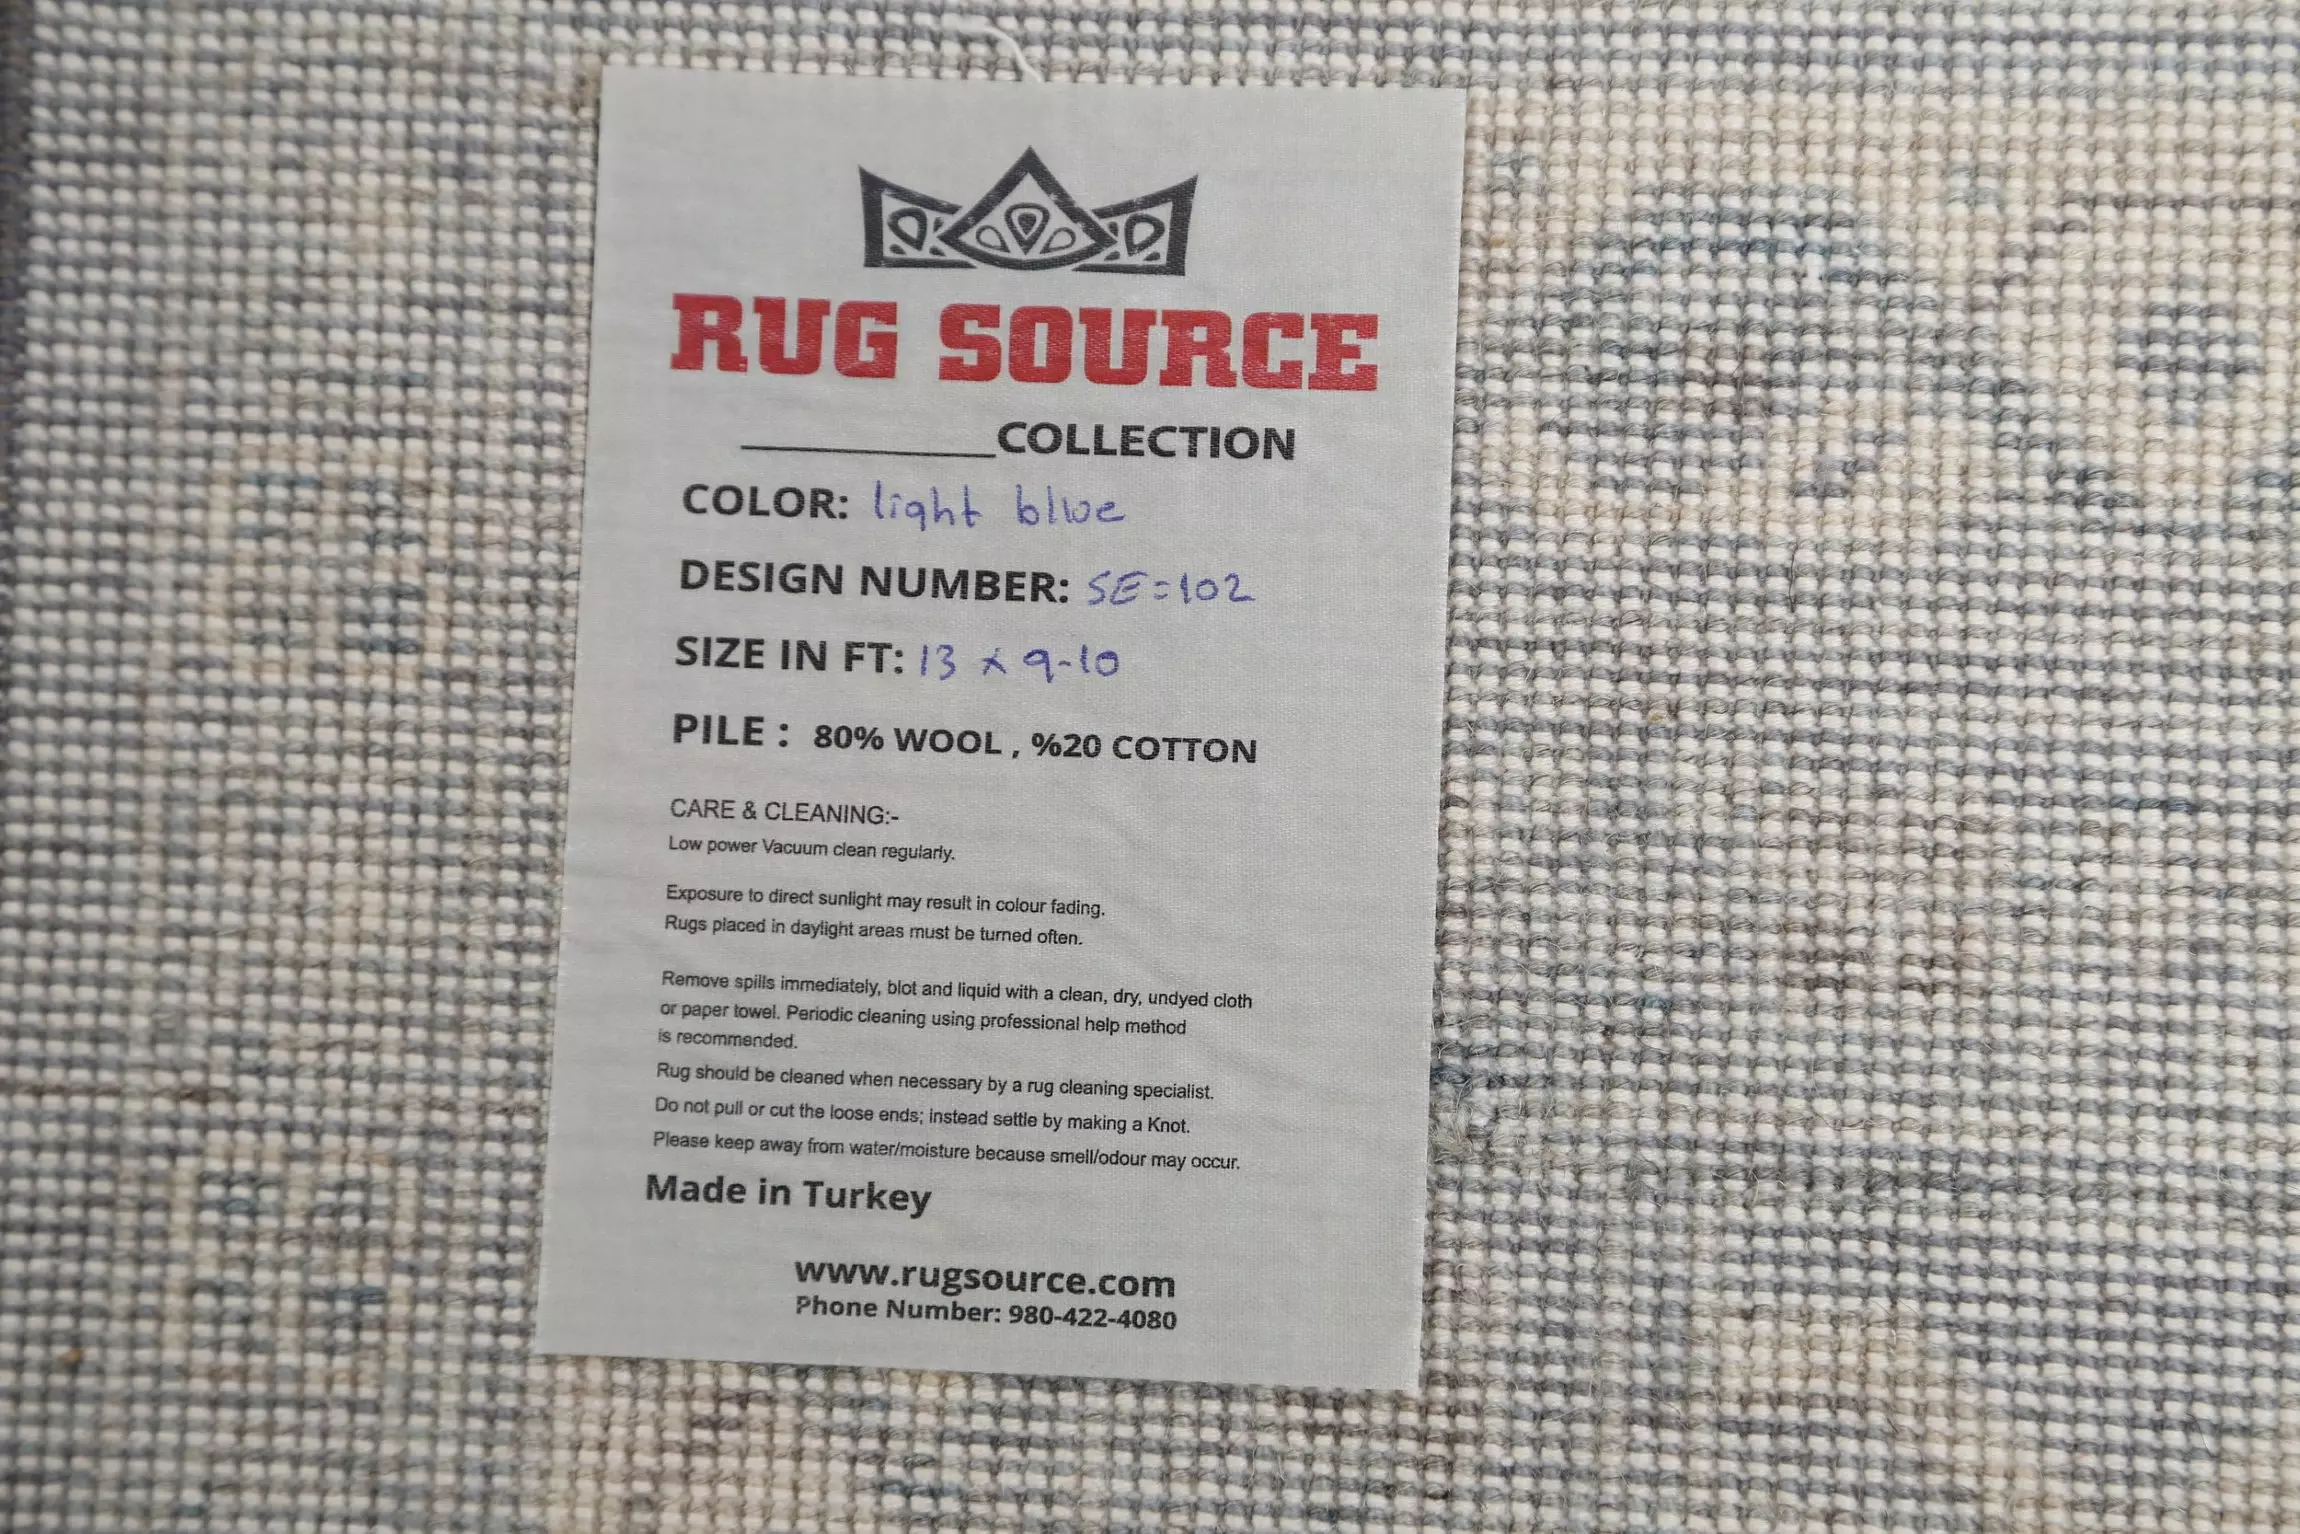 RUG SOURCE
__________COLLECTION
COLOR: light bllue
DESIGN NUMBER: SE=102
SIZE IN FT: 13 x 9-10
PILE : 80% WOOL , %20 COTTON
CARE & CLEANING:-
Low power Vacuum clean regularly.
Exposure to direct sunlight may result in colour fading.
Rugs placed in daylight areas must be turned often.
Remove spills immediately, blot and liquid with a clean, dry, undyed cloth
or paper towel. Periodic cleaning using professional help method
is recommended.
Rug should be cleaned when necessary by a rug cleaning specialist.
Do not pull or cut the loose ends; instead settle by making a Knot.
Please keep away from water/moisture because smell/odour may occur.
Made in Turkey
www.rugsource.com
Phone Number: 980-422-4080